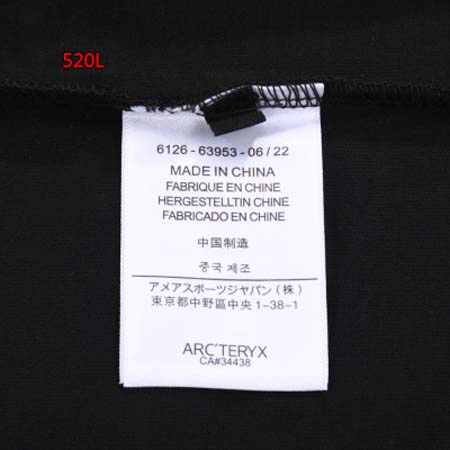 520L
6126 - 63953 - 06 / 22
MADE IN CHINA
FABRIQUE EN CHINE
HERGESTELLTIN CHINE
FABRICADO EN CHINE
中国制造
중국 제조
アメアスポーツジャパン（株）
東京都中野區中央1-38-1
ARC'TERYX
CA#34438